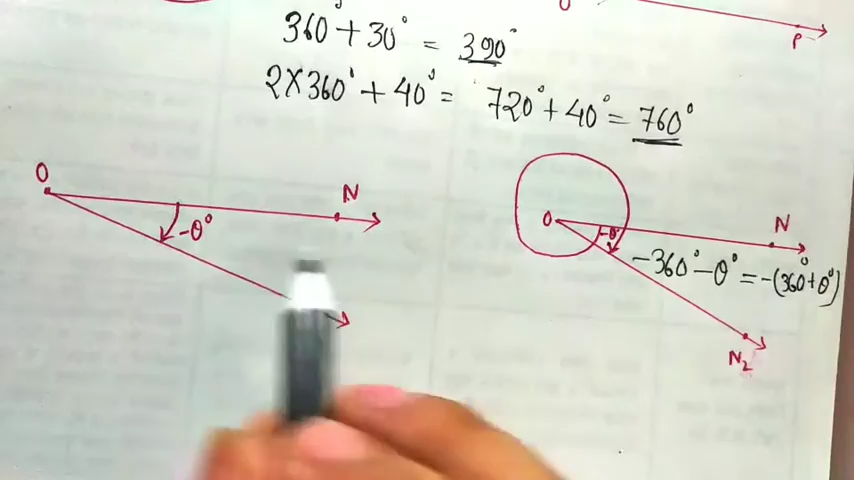 O
P
360° + 30° = 390°
2×360° + 40° = 720° + 40° = 760°
O
N
-θ°
O
-θ
N
-360° - θ° = -(360° + θ°)
N₂